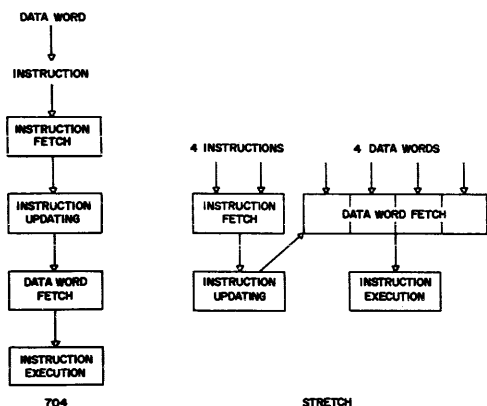 DATA WORD
INSTRUCTION
INSTRUCTION
FETCH
INSTRUCTION
UPDATING
DATA WORD
FETCH
INSTRUCTION
EXECUTION
704
4 INSTRUCTIONS
4 DATA WORDS
INSTRUCTION
FETCH
DATA WORD FETCH
INSTRUCTION
UPDATING
INSTRUCTION
EXECUTION
STRETCH